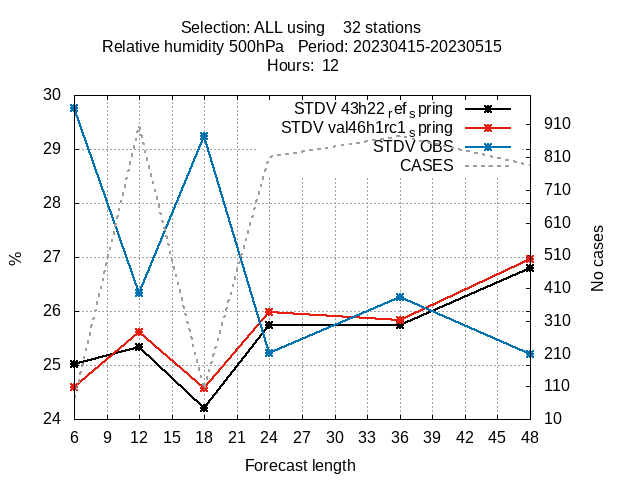 Selection: ALL using 32 stations
Relative humidity 500hPa Period: 20230415-20230515
Hours: 12
30
29
28
27
26
25
24
%
STDV 43h22_ref_spring
STDV val46h1rc1_spring
STDV OBS
CASES
910
810
710
610
510
410
310
210
110
10
No cases
6 9 12 15 18 21 24 27 30 33 36 39 42 45 48
Forecast length